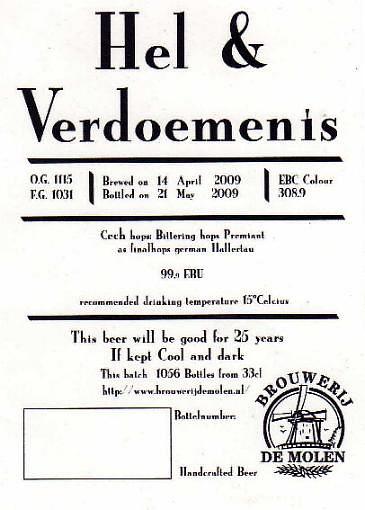 Hel &
Verdoemenis
O.G. 1115
F.G. 1031
Brewed on 14 April 2009
Bottled on 21 May 2009
EBC Colour
308.9
Cech hops: Bittering hops Premiant
as finalhops german Hallertau
99.9 EBU
recommended drinking temperature 15°Celcius
This beer will be good for 25 years
If kept Cool and dark
This batch 1056 Bottles from 33cl
http://www.brouwerijdemolen.nl/
Bottelnumber:
Handcrafted Beer
BROUWERIJ
DE MOLEN